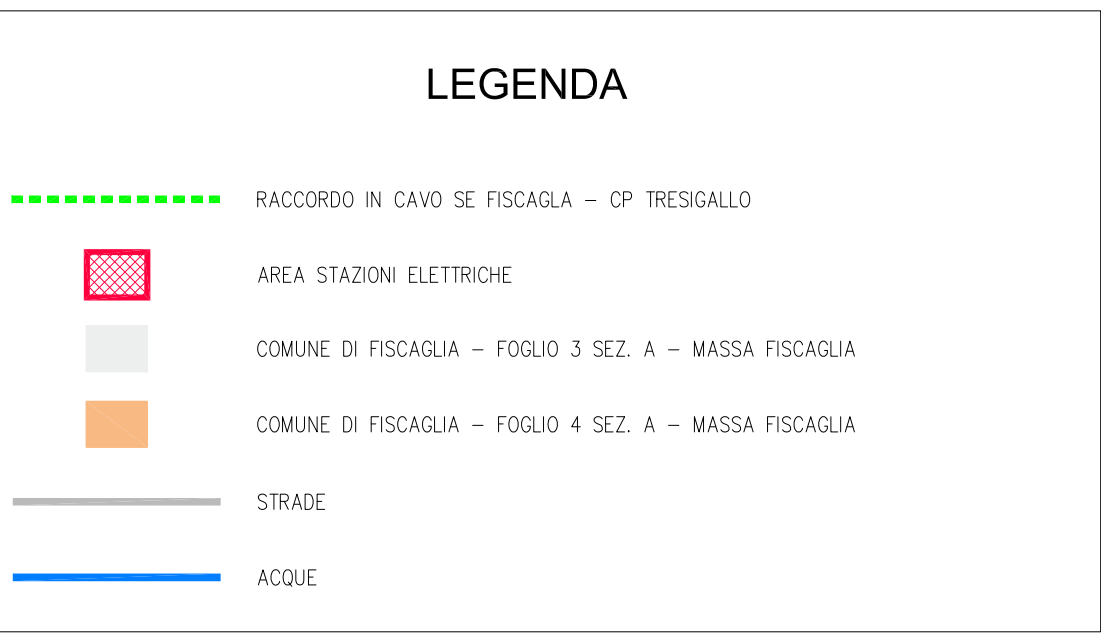 LEGENDA
RACCORDO IN CAVO SE FISCAGLA – CP TRESIGALLO
AREA STAZIONI ELETTRICHE
COMUNE DI FISCAGLIA – FOGLIO 3 SEZ. A – MASSA FISCAGLIA
COMUNE DI FISCAGLIA – FOGLIO 4 SEZ. A – MASSA FISCAGLIA
STRADE
ACQUE